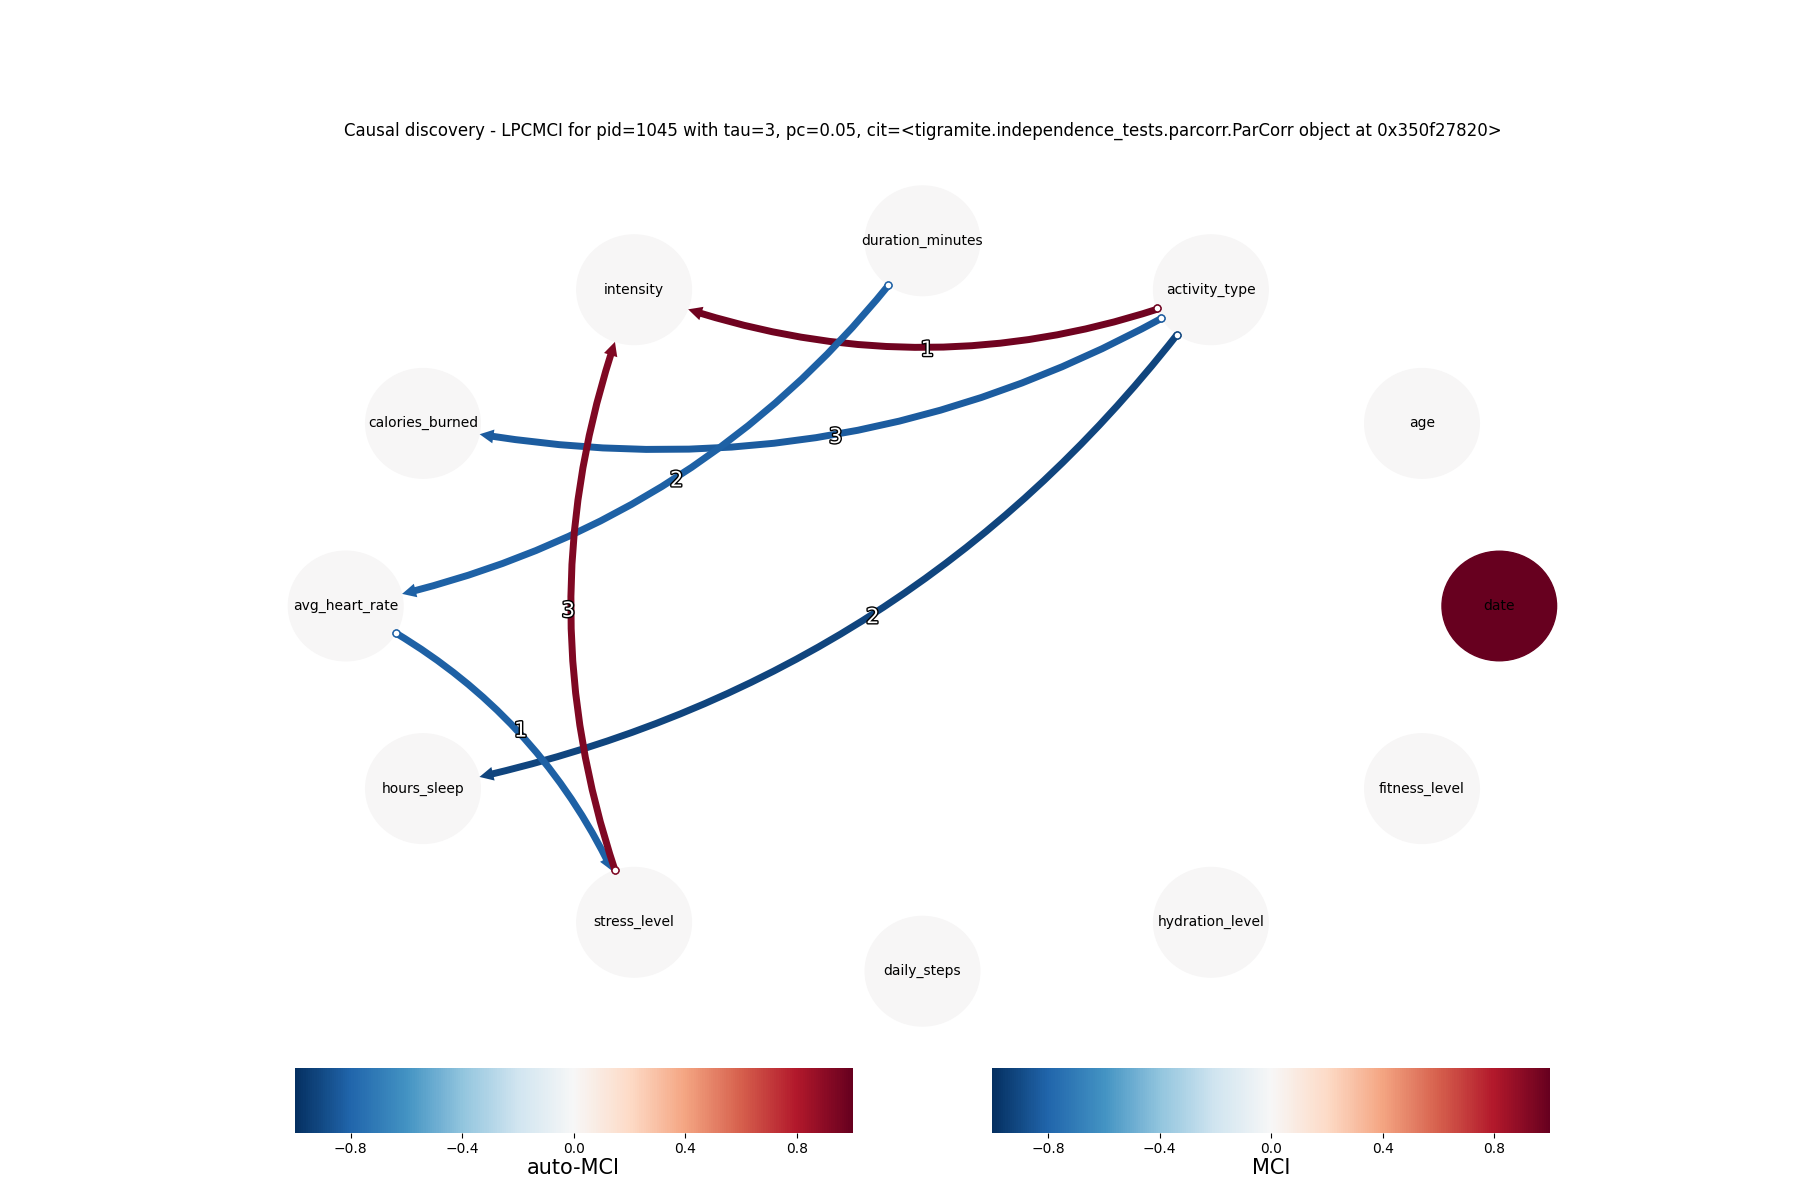 Causal discovery - LPCMCI for pid=1045 with tau=3, pc=0.05, cit=<tigramite.independence_tests.parcorr.ParCorr object at 0x350f27820>
duration_minutes
intensity
activity_type
1
calories_burned
age
3
2
avg_heart_rate
date
3
2
1
hours_sleep
fitness_level
stress_level
hydration_level
daily_steps
−0.8 −0.4 0.0 0.4 0.8
auto-MCI
−0.8 −0.4 0.0 0.4 0.8
MCI